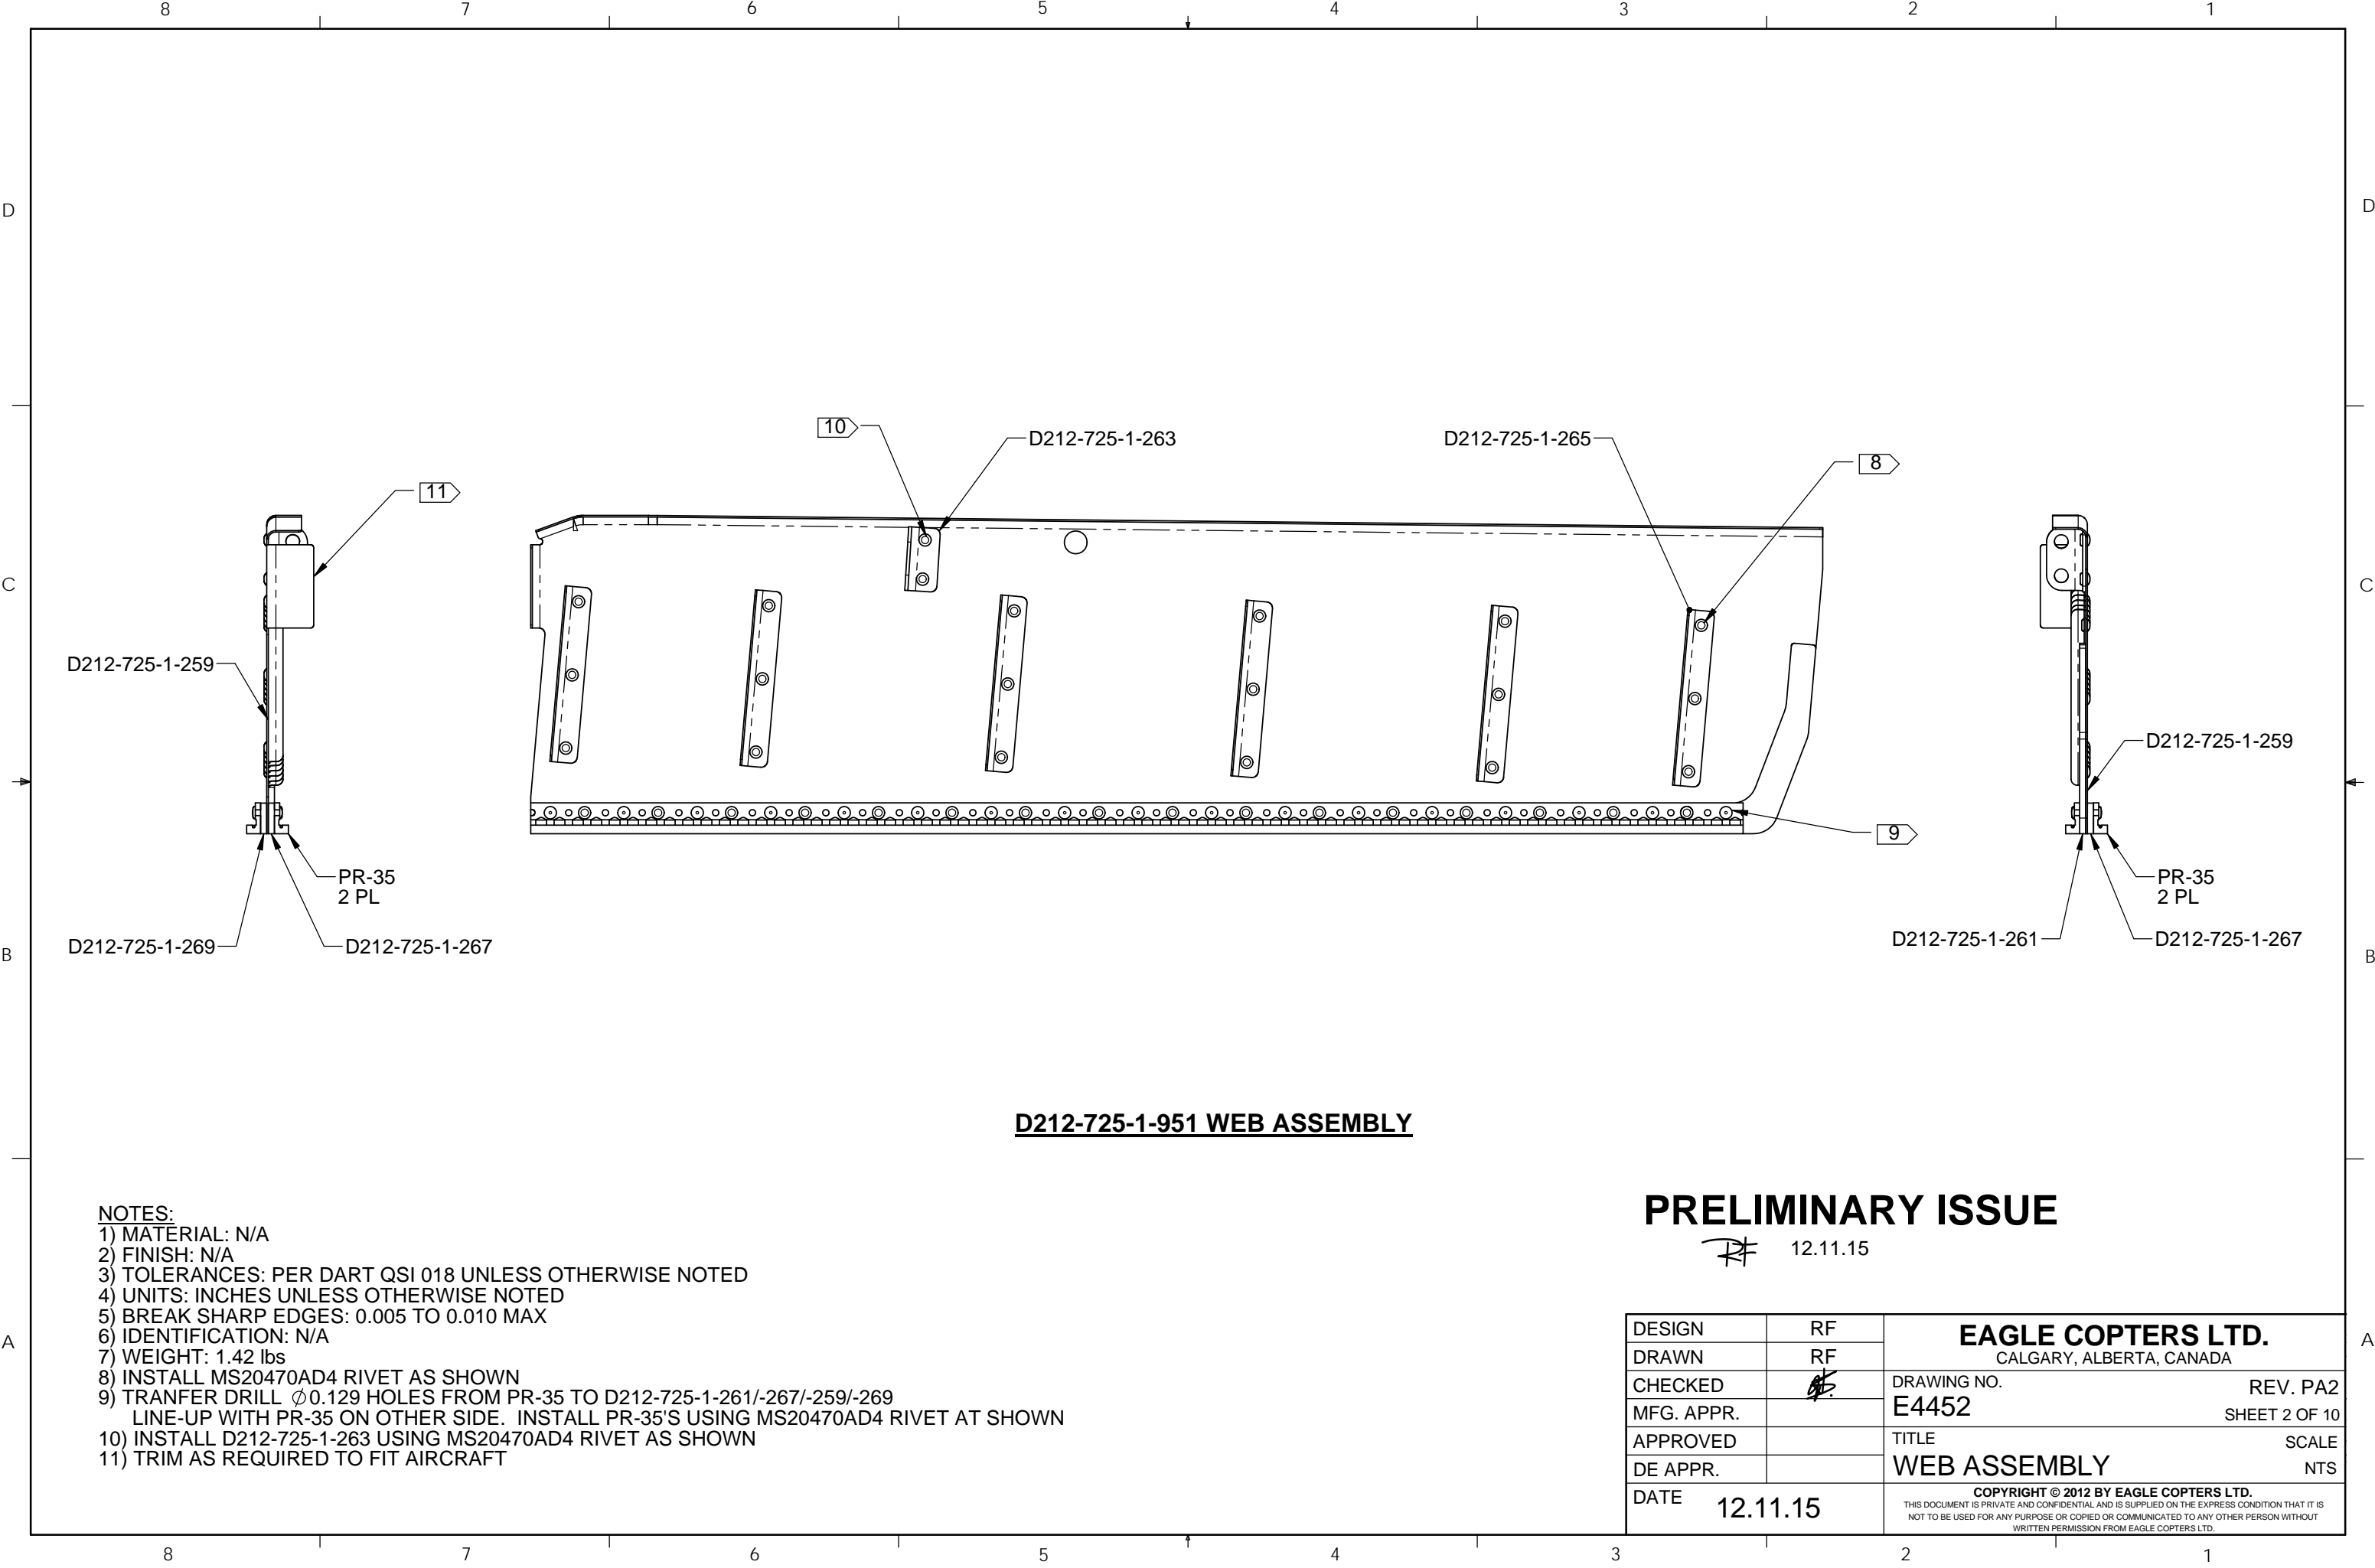 8 7 6 5 4 3 2 1
D D
10
D212-725-1-263
D212-725-1-265
8
11
C C
D212-725-1-259
D212-725-1-259
9
PR-35
2 PL
PR-35
2 PL
D212-725-1-269
D212-725-1-267
D212-725-1-261
D212-725-1-267
B B
D212-725-1-951 WEB ASSEMBLY
NOTES:
1) MATERIAL: N/A
2) FINISH: N/A
3) TOLERANCES: PER DART QSI 018 UNLESS OTHERWISE NOTED
4) UNITS: INCHES UNLESS OTHERWISE NOTED
5) BREAK SHARP EDGES: 0.005 TO 0.010 MAX
6) IDENTIFICATION: N/A
7) WEIGHT: 1.42 lbs
8) INSTALL MS20470AD4 RIVET AS SHOWN
9) TRANFER DRILL ∅0.129 HOLES FROM PR-35 TO D212-725-1-261/-267/-259/-269
LINE-UP WITH PR-35 ON OTHER SIDE. INSTALL PR-35'S USING MS20470AD4 RIVET AT SHOWN
10) INSTALL D212-725-1-263 USING MS20470AD4 RIVET AS SHOWN
11) TRIM AS REQUIRED TO FIT AIRCRAFT
PRELIMINARY ISSUE
RF 12.11.15
A A
DESIGN RF
DRAWN RF
CHECKED
MFG. APPR.
APPROVED
DE APPR.
DATE 12.11.15
EAGLE COPTERS LTD.
CALGARY, ALBERTA, CANADA
DRAWING NO. REV. PA2
E4452 SHEET 2 OF 10
TITLE SCALE
WEB ASSEMBLY NTS
COPYRIGHT © 2012 BY EAGLE COPTERS LTD.
THIS DOCUMENT IS PRIVATE AND CONFIDENTIAL AND IS SUPPLIED ON THE EXPRESS CONDITION THAT IT IS
NOT TO BE USED FOR ANY PURPOSE OR COPIED OR COMMUNICATED TO ANY OTHER PERSON WITHOUT
WRITTEN PERMISSION FROM EAGLE COPTERS LTD.
8 7 6 5 4 3 2 1